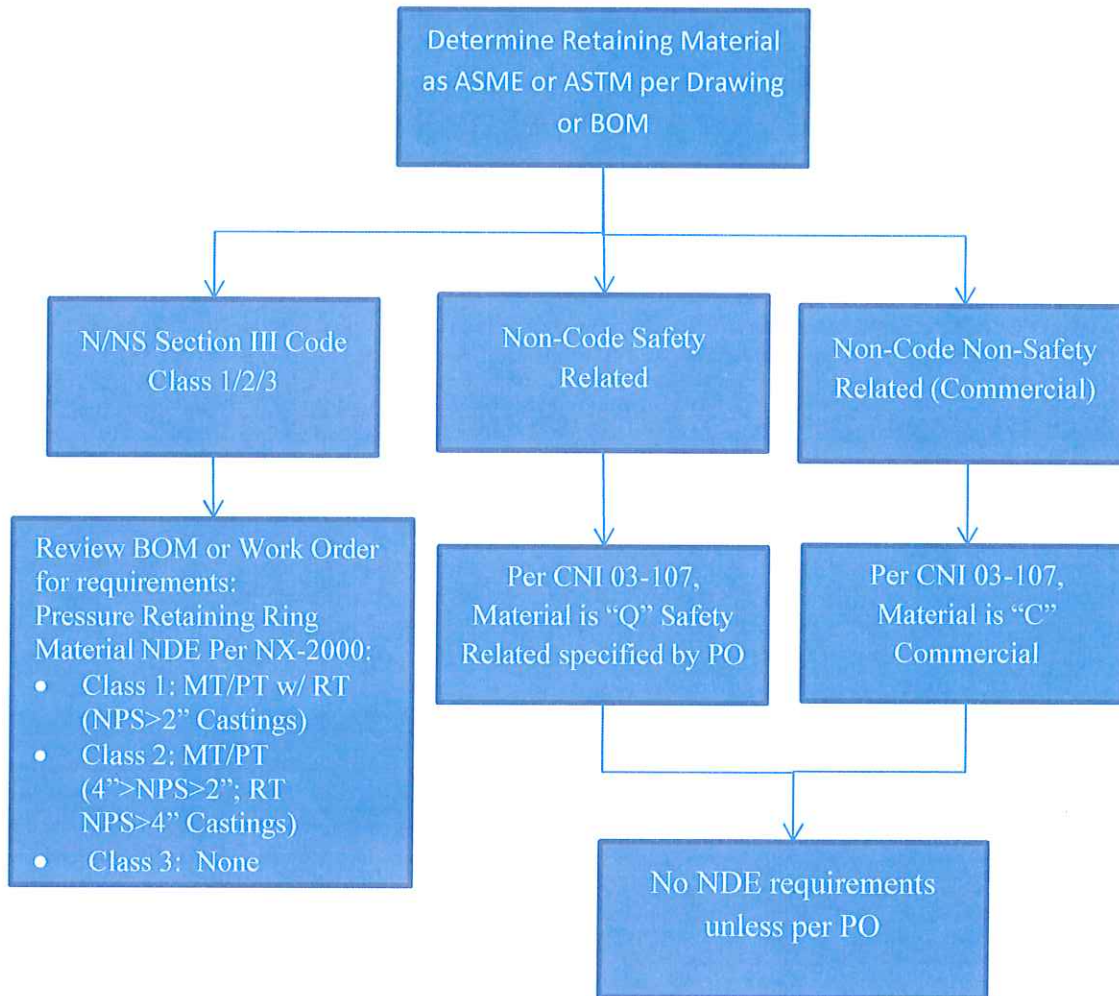 Determine Retaining Material
as ASME or ASTM per Drawing
or BOM
N/NS Section III Code
Class 1/2/3
Non-Code Safety
Related
Non-Code Non-Safety
Related (Commercial)
Review BOM or Work Order
for requirements:
Pressure Retaining Ring
Material NDE Per NX-2000:
• Class 1: MT/PT w/ RT
(NPS>2” Castings)
• Class 2: MT/PT
(4”>NPS>2”; RT
NPS>4” Castings)
• Class 3: None
Per CNI 03-107,
Material is “Q” Safety
Related specified by PO
Per CNI 03-107,
Material is “C”
Commercial
No NDE requirements
unless per PO